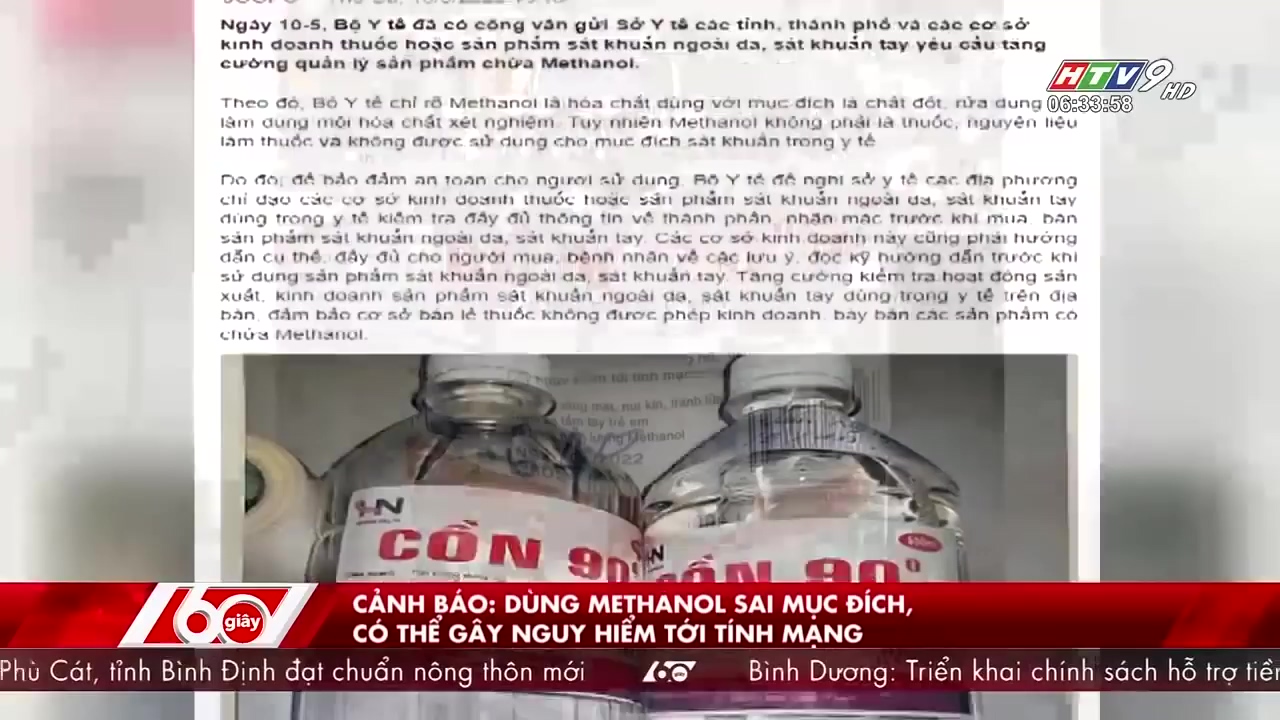 Ngày 10-5, Bộ Y tế đã có công văn gửi Sở Y tế các tỉnh, thành phố và các cơ sở
kinh doanh thuốc hoặc sản phẩm sát khuẩn ngoài da, sát khuẩn tay yêu cầu tăng
cường quản lý sản phẩm chứa Methanol.
HTV9 HD
06:33:58
Theo đó, Bộ Y tế chỉ rõ Methanol là hóa chất dùng với mục đích là chất đốt, rửa dụng
làm dung môi hóa chất xét nghiệm. Tuy nhiên Methanol không phải là thuốc, nguyên liệu
làm thuốc và không được sử dụng cho mục đích sát khuẩn trong y tế
Do đó, để bảo đảm an toàn cho người sử dụng, Bộ Y tế đề nghị sở y tế các địa phương
chỉ đạo các cơ sở kinh doanh thuốc hoặc sản phẩm sát khuẩn ngoài da, sát khuẩn tay
dùng trong y tế kiểm tra đầy đủ thông tin về thành phần, nhãn mác trước khi mua, bán
sản phẩm sát khuẩn ngoài da, sát khuẩn tay. Các cơ sở kinh doanh này cũng phải hướng
dẫn cụ thể, đầy đủ cho người mua, bệnh nhân về các lưu ý, đọc kỹ hướng dẫn trước khi
sử dụng sản phẩm sát khuẩn ngoài da, sát khuẩn tay. Tăng cường kiểm tra hoạt động sản
xuất, kinh doanh sản phẩm sát khuẩn ngoài da, sát khuẩn tay dùng trong y tế trên địa
bàn, đảm bảo cơ sở bán lẻ thuốc không được phép kinh doanh, bày bán các sản phẩm có
chứa Methanol.
Methanol
HN
CỒN 90°
CỒN 90°
60 giây
CẢNH BÁO: DÙNG METHANOL SAI MỤC ĐÍCH,
CÓ THỂ GÂY NGUY HIỂM TỚI TÍNH MẠNG
Phù Cát, tỉnh Bình Định đạt chuẩn nông thôn mới 60 Bình Dương: Triển khai chính sách hỗ trợ tiền